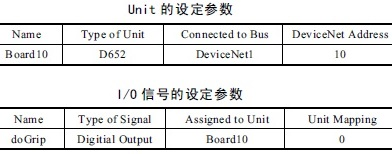 Unit 的设定参数
Name Type of Unit Connected to Bus DeviceNet Address
Board10 D652 DeviceNet1 10
I/O 信号的设定参数
Name Type of Signal Assigned to Unit Unit Mapping
doGrip Digitial Output Board10 0